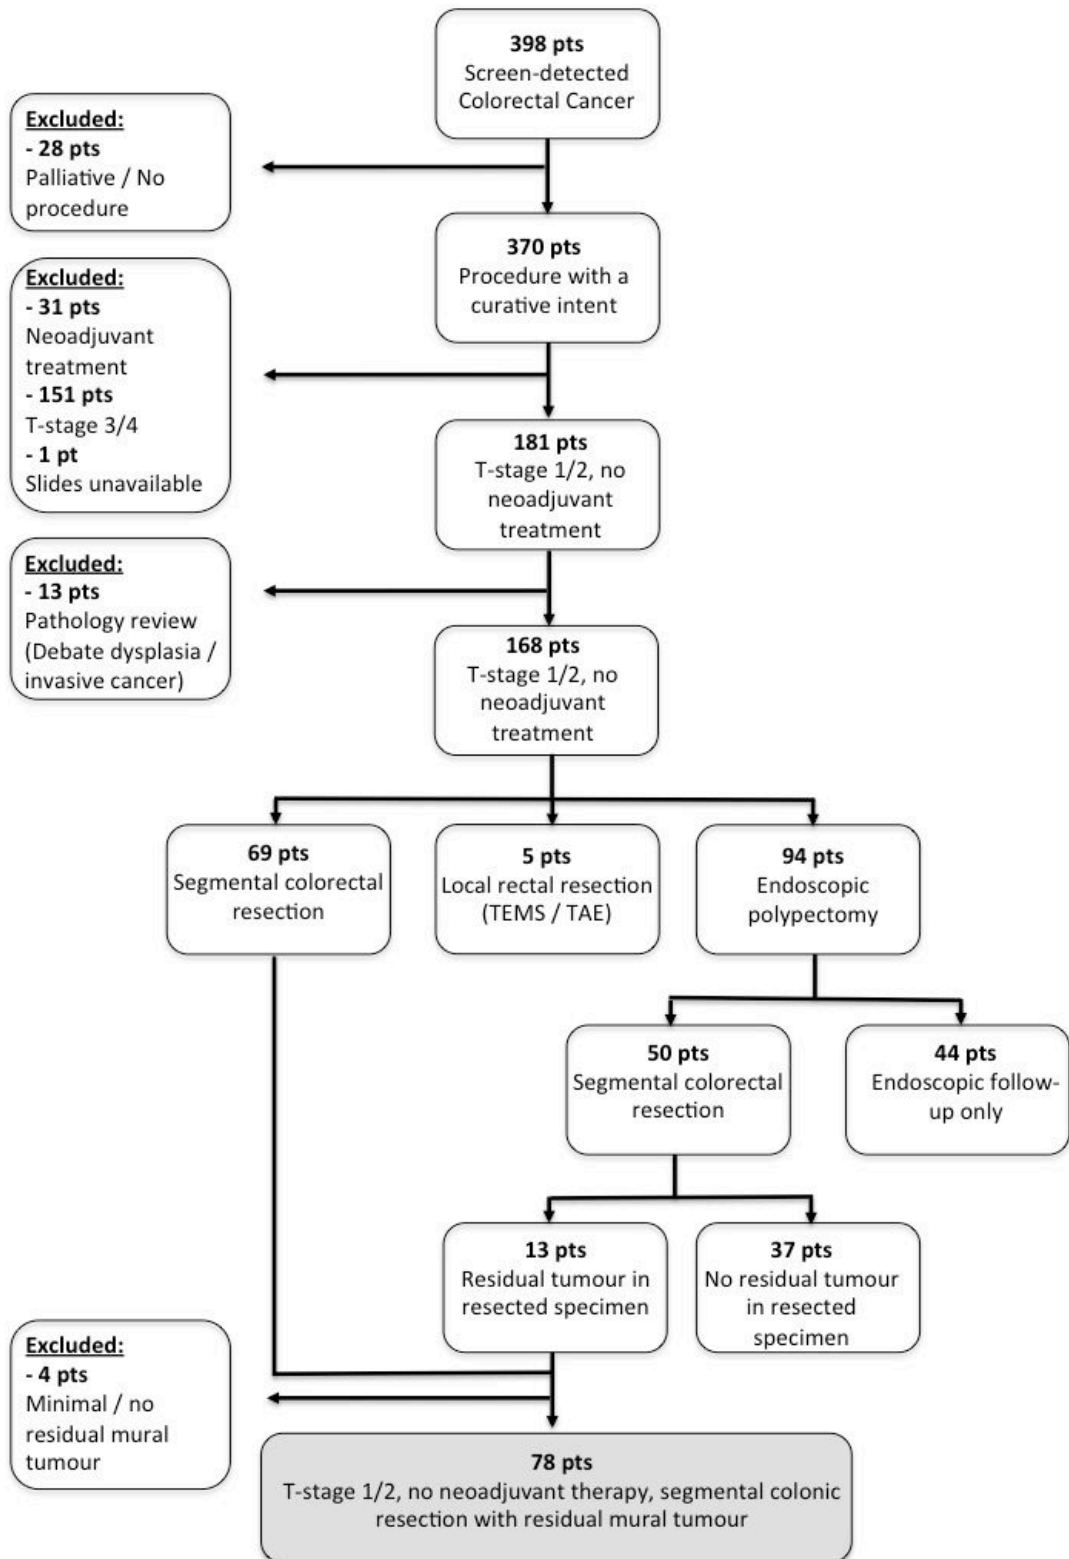 398 pts
Screen-detected
Colorectal Cancer
Excluded:
- 28 pts
Palliative / No
procedure
370 pts
Procedure with a
curative intent
Excluded:
- 31 pts
Neoadjuvant
treatment
- 151 pts
T-stage 3/4
- 1 pt
Slides unavailable
181 pts
T-stage 1/2, no
neoadjuvant
treatment
Excluded:
- 13 pts
Pathology review
(Debate dysplasia /
invasive cancer)
168 pts
T-stage 1/2, no
neoadjuvant
treatment
69 pts
Segmental colorectal
resection
5 pts
Local rectal resection
(TEMS / TAE)
94 pts
Endoscopic
polypectomy
50 pts
Segmental colorectal
resection
44 pts
Endoscopic follow-
up only
13 pts
Residual tumour in
resected specimen
37 pts
No residual tumour
in resected
specimen
Excluded:
- 4 pts
Minimal / no
residual mural
tumour
78 pts
T-stage 1/2, no neoadjuvant therapy, segmental colonic
resection with residual mural tumour